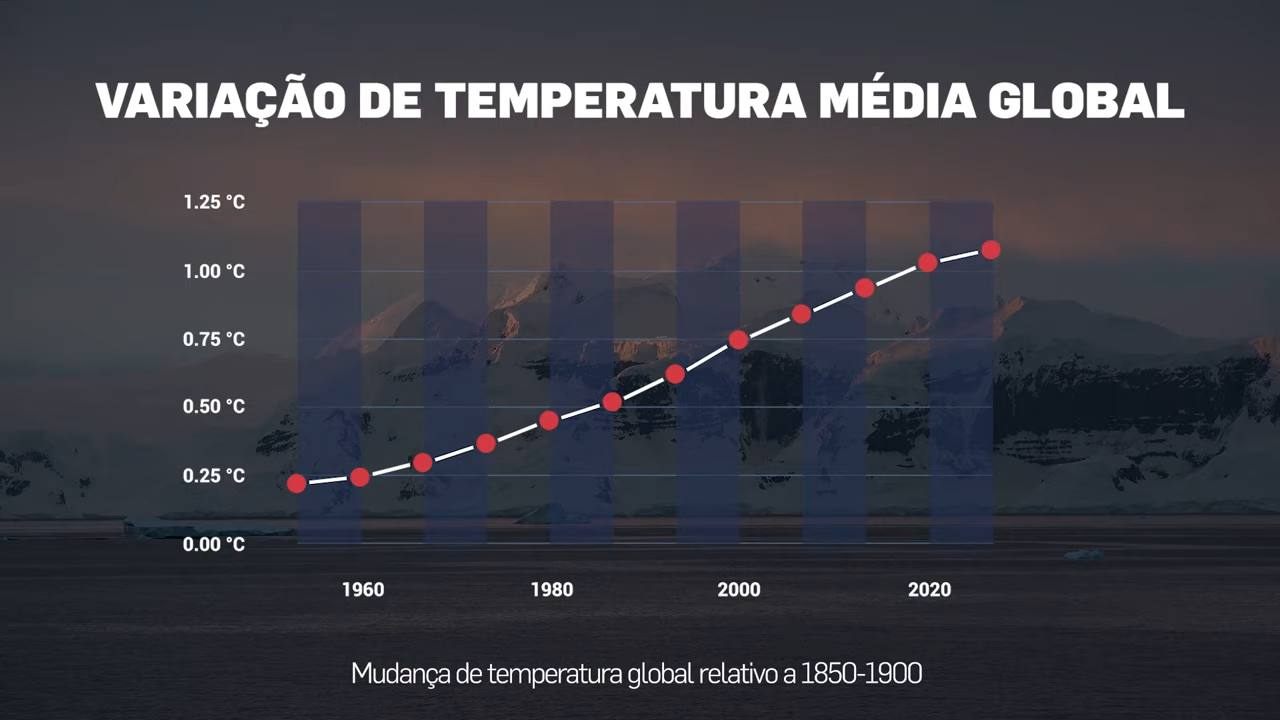 VARIAÇÃO DE TEMPERATURA MÉDIA GLOBAL
1.25 °C
1.00 °C
0.75 °C
0.50 °C
0.25 °C
0.00 °C
1960 1980 2000 2020
Mudança de temperatura global relativo a 1850-1900